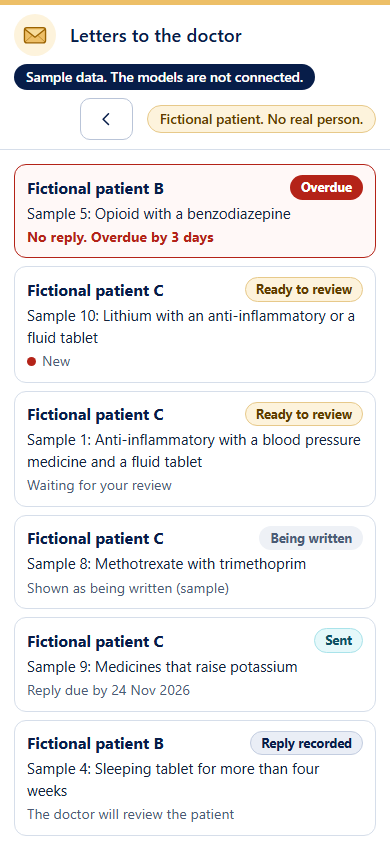 Letters to the doctor
Sample data. The models are not connected.
Fictional patient. No real person.
Fictional patient B
Overdue
Sample 5: Opioid with a benzodiazepine
No reply. Overdue by 3 days
Fictional patient C
Ready to review
Sample 10: Lithium with an anti-inflammatory or a
fluid tablet
New
Fictional patient C
Ready to review
Sample 1: Anti-inflammatory with a blood pressure
medicine and a fluid tablet
Waiting for your review
Fictional patient C
Being written
Sample 8: Methotrexate with trimethoprim
Shown as being written (sample)
Fictional patient C
Sent
Sample 9: Medicines that raise potassium
Reply due by 24 Nov 2026
Fictional patient B
Reply recorded
Sample 4: Sleeping tablet for more than four
weeks
The doctor will review the patient